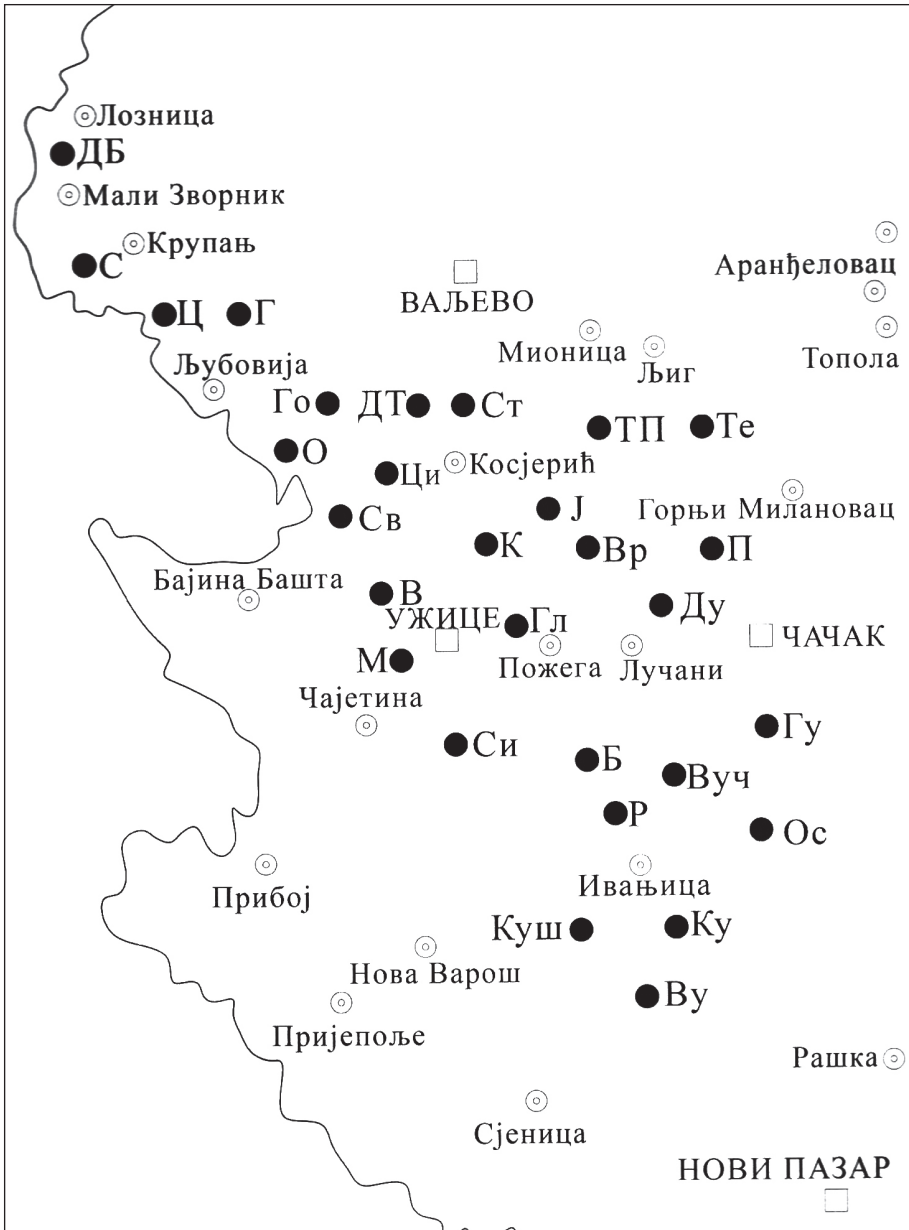 Лозница
ДБ
Мали Зворник
Крупањ
С
Аранђеловац
ВАЉЕВО
Ц
Г
Мионица
Љиг
Топола
Љубовија
Го
ДТ
Ст
ТП
Те
О
Ци
Косјерић
Св
Ј
Горњи Милановац
К
Вр
П
Бајина Башта
В
Ду
УЖИЦЕ
Гл
ЧАЧАК
М
Пожега
Лучани
Чајетина
Гу
Си
Б
Вуч
Р
Ос
Прибој
Ивањица
Куш
Ку
Нова Варош
Ву
Пријепоље
Рашка
Сјеница
НОВИ ПАЗАР